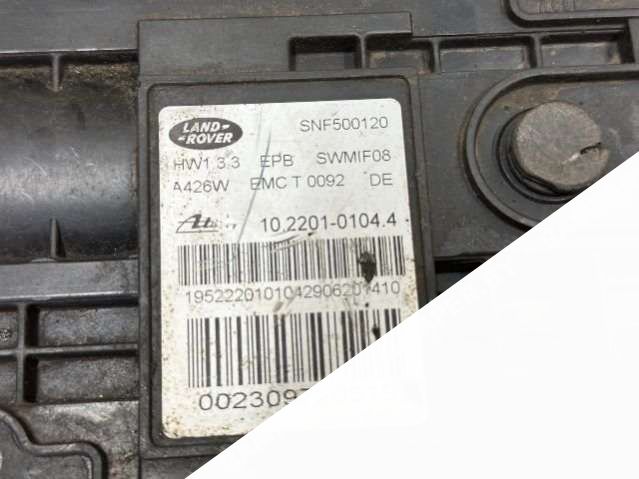 LAND-
-ROVER
SNF500120
HW1.3.3 EPB SWMIF08
A426W EMC T 0092 DE
10.2201-0104.4